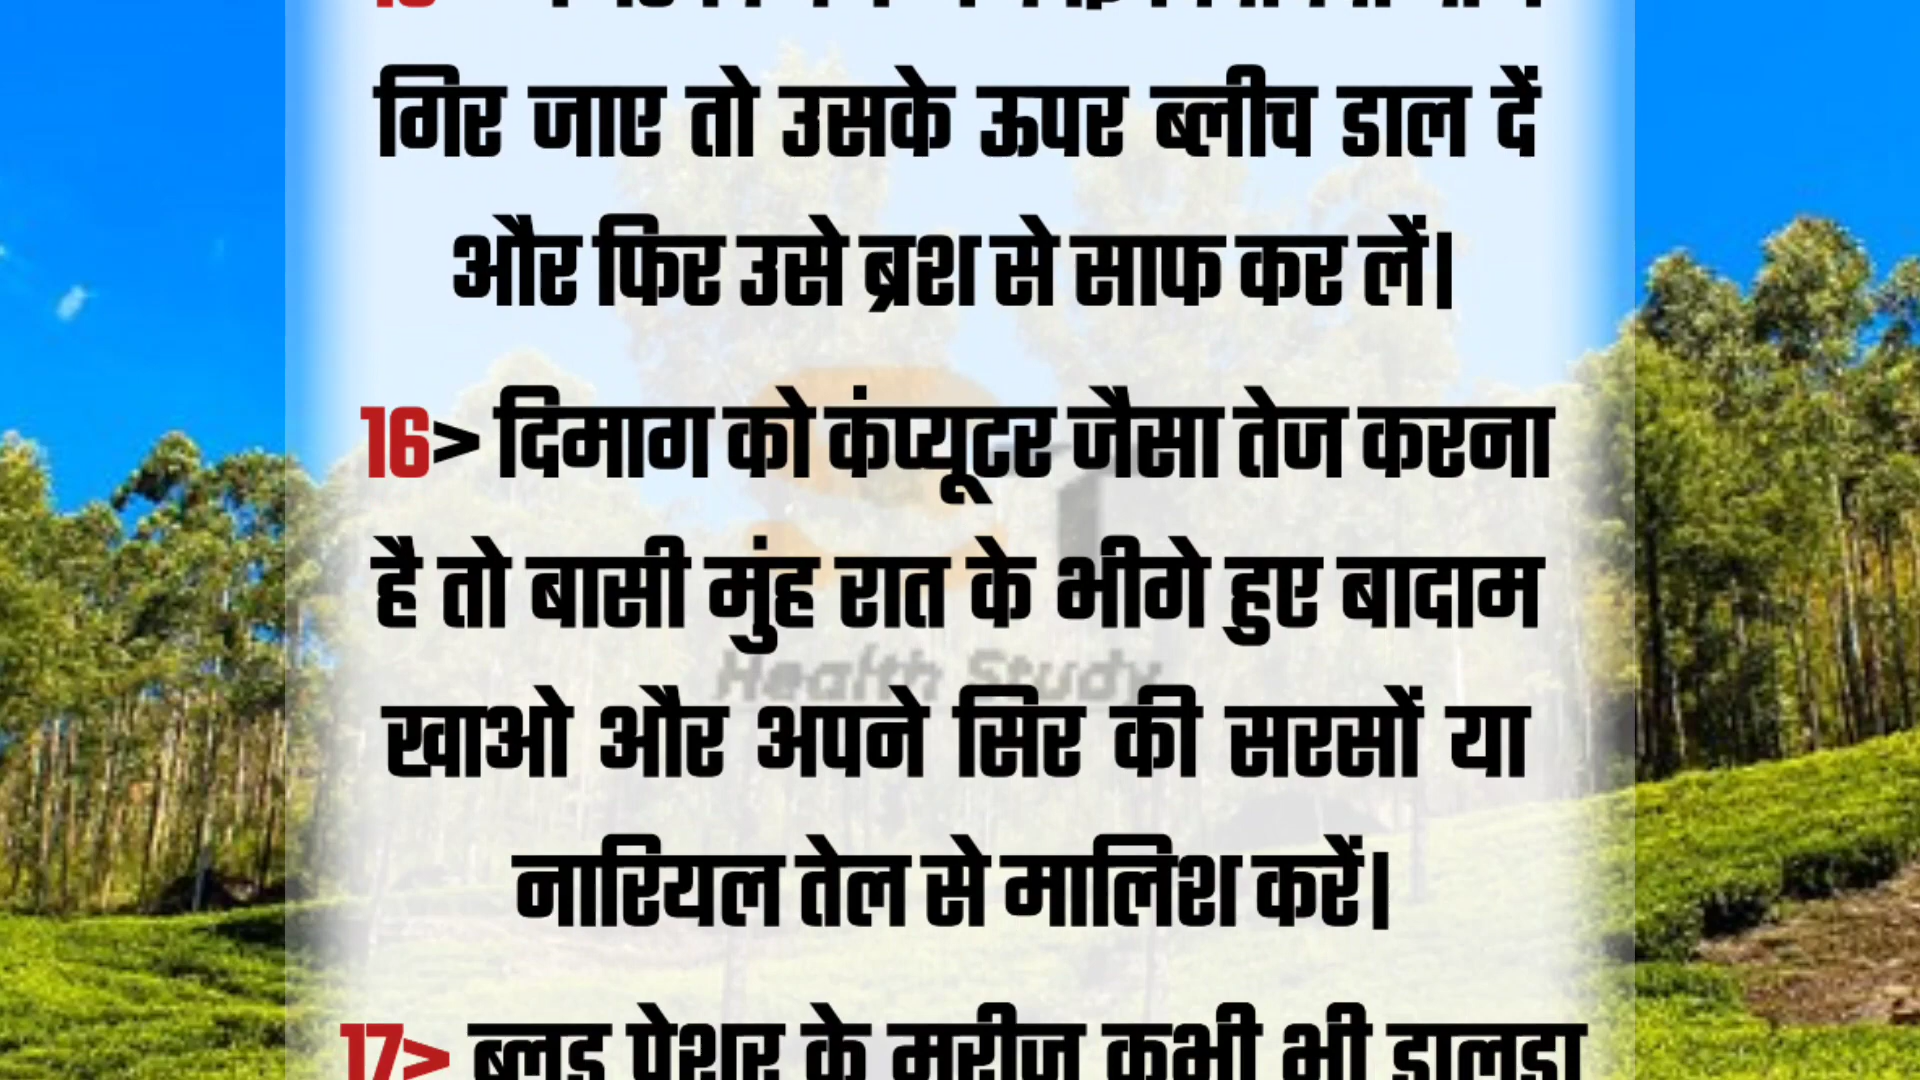 गिर जाए तो उसके ऊपर ब्लीच डाल दें
और फिर उसे ब्रश से साफ कर लें।
16> दिमाग को कंप्यूटर जैसा तेज करना
है तो बासी मुंह रात के भीगे हुए बादाम
Health Study
खाओ और अपने सिर की सरसों या
नारियल तेल से मालिश करें।
17> ब्लड प्रेशर के मरीज कभी भी डालडा